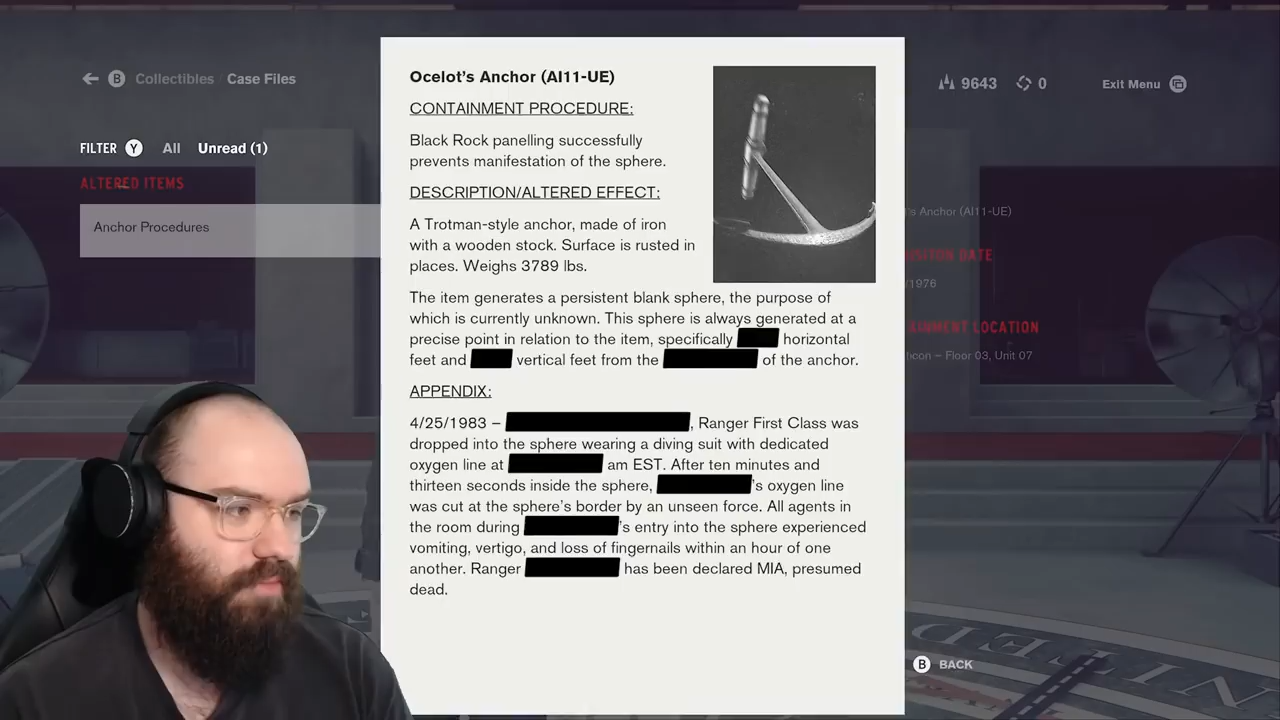 B Collectibles / Case Files
9643
0
Exit Menu
FILTER Y All Unread (1)
ALTERED ITEMS
Anchor Procedures
Ocelot's Anchor (AI11-UE)
CONTAINMENT PROCEDURE:
Black Rock panelling successfully
prevents manifestation of the sphere.
DESCRIPTION/ALTERED EFFECT:
A Trotman-style anchor, made of iron
with a wooden stock. Surface is rusted in
places. Weighs 3789 lbs.
The item generates a persistent blank sphere, the purpose of
which is currently unknown. This sphere is always generated at a
precise point in relation to the item, specifically horizontal
feet and vertical feet from the of the anchor.
APPENDIX:
4/25/1983 – , Ranger First Class was
dropped into the sphere wearing a diving suit with dedicated
oxygen line at am EST. After ten minutes and
thirteen seconds inside the sphere, 's oxygen line
was cut at the sphere's border by an unseen force. All agents in
the room during 's entry into the sphere experienced
vomiting, vertigo, and loss of fingernails within an hour of one
another. Ranger has been declared MIA, presumed
dead.
's Anchor (AI11-UE)
DATE
/1976
LOCATION
– Floor 03, Unit 07
B BACK